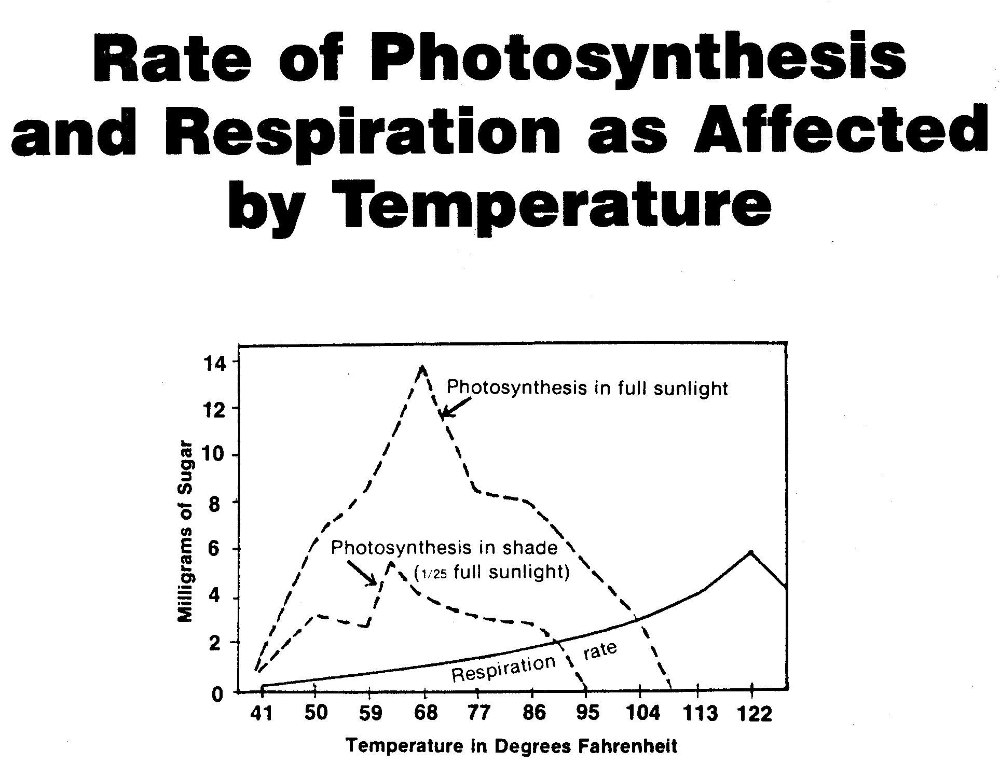 Rate of Photosynthesis
and Respiration as Affected
by Temperature
14
12
10
8
6
4
2
0
Milligrams of Sugar
Photosynthesis in full sunlight
Photosynthesis in shade
(1/25 full sunlight)
Respiration rate
41 50 59 68 77 86 95 104 113 122
Temperature in Degrees Fahrenheit